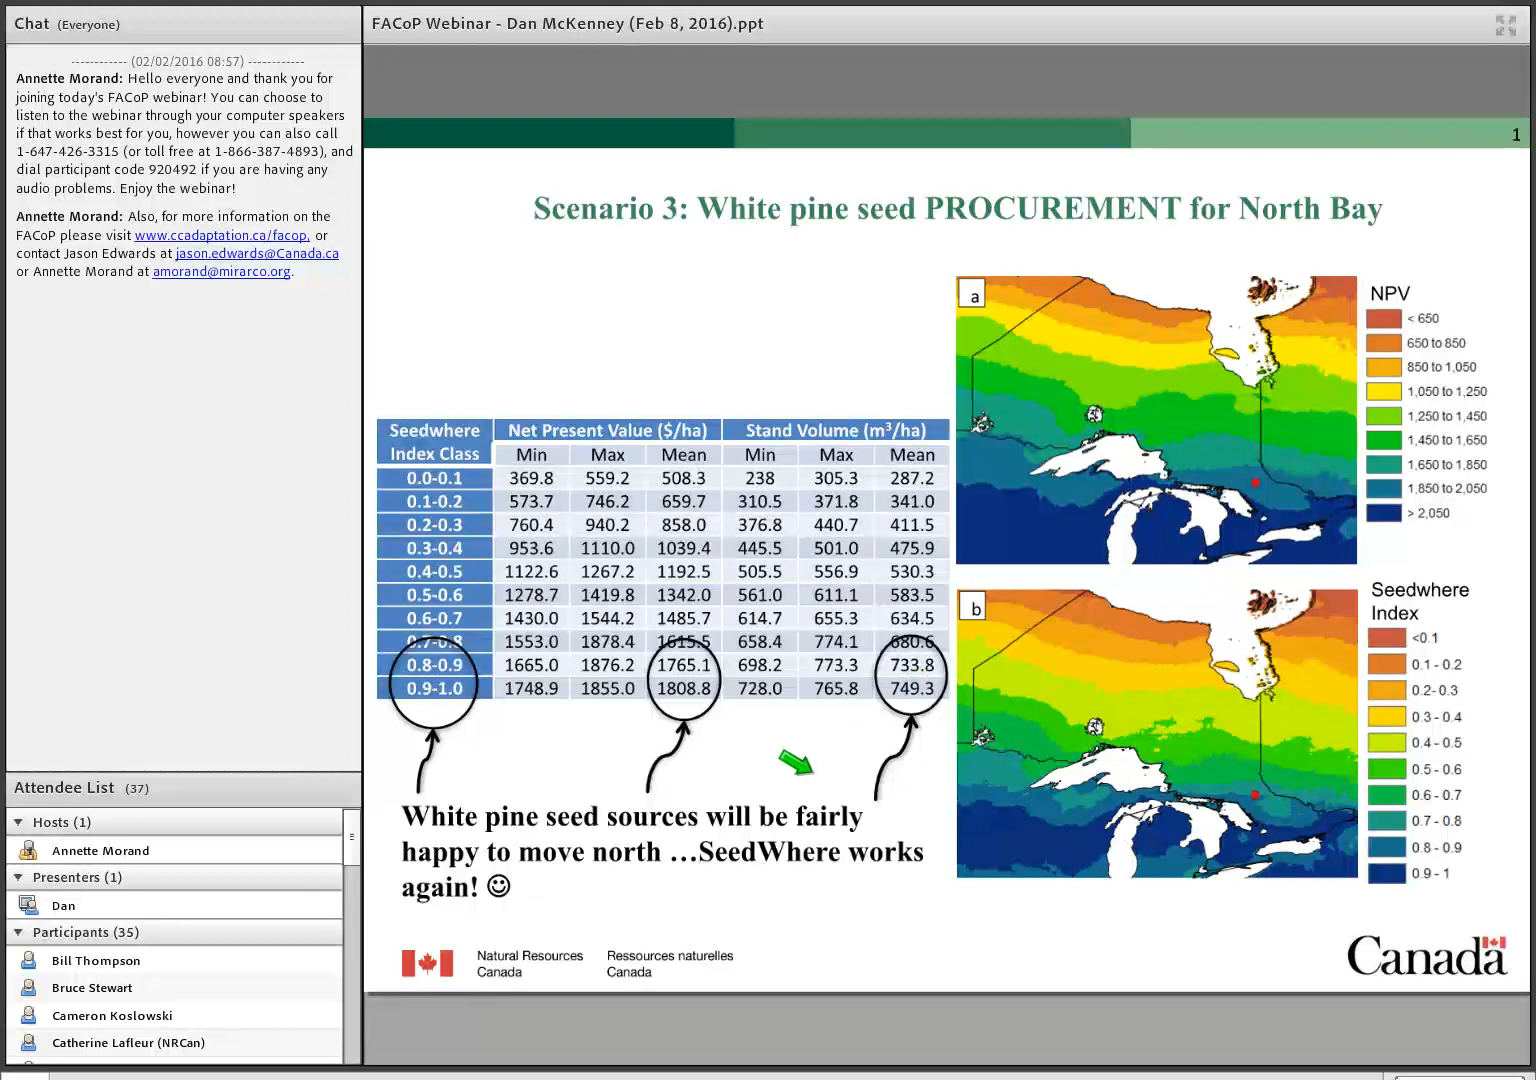 Chat (Everyone)
------------ (02/02/2016 08:57) ------------
Annette Morand: Hello everyone and thank you for
joining today's FACoP webinar! You can choose to
listen to the webinar through your computer speakers
if that works best for you, however you can also call
1-647-426-3315 (or toll free at 1-866-387-4893), and
dial participant code 920492 if you are having any
audio problems. Enjoy the webinar!
Annette Morand: Also, for more information on the
FACoP please visit www.ccadaptation.ca/facop, or
contact Jason Edwards at jason.edwards@Canada.ca
or Annette Morand at amorand@mirarco.org.
Attendee List (37)
Hosts (1)
Annette Morand
Presenters (1)
Dan
Participants (35)
Bill Thompson
Bruce Stewart
Cameron Koslowski
Catherine Lafleur (NRCan)
FACoP Webinar - Dan McKenney (Feb 8, 2016).ppt
1
Scenario 3: White pine seed PROCUREMENT for North Bay
Seedwhere Index Class Net Present Value ($/ha) Stand Volume (m³/ha)
Min Max Mean Min Max Mean
0.0-0.1 369.8 559.2 508.3 238 305.3 287.2
0.1-0.2 573.7 746.2 659.7 310.5 371.8 341.0
0.2-0.3 760.4 940.2 858.0 376.8 440.7 411.5
0.3-0.4 953.6 1110.0 1039.4 445.5 501.0 475.9
0.4-0.5 1122.6 1267.2 1192.5 505.5 556.9 530.3
0.5-0.6 1278.7 1419.8 1342.0 561.0 611.1 583.5
0.6-0.7 1430.0 1544.2 1485.7 614.7 655.3 634.5
0.7-0.8 1553.0 1878.4 1615.5 658.4 774.1 680.6
0.8-0.9 1665.0 1876.2 1765.1 698.2 773.3 733.8
0.9-1.0 1748.9 1855.0 1808.8 728.0 765.8 749.3
White pine seed sources will be fairly
happy to move north …SeedWhere works
again! ☺
a
NPV
< 650
650 to 850
850 to 1,050
1,050 to 1,250
1,250 to 1,450
1,450 to 1,650
1,650 to 1,850
1,850 to 2,050
> 2,050
b
Seedwhere
Index
<0.1
0.1 - 0.2
0.2- 0.3
0.3 - 0.4
0.4 - 0.5
0.5 - 0.6
0.6 - 0.7
0.7 - 0.8
0.8 - 0.9
0.9 - 1
Natural Resources
Canada
Ressources naturelles
Canada
Canada